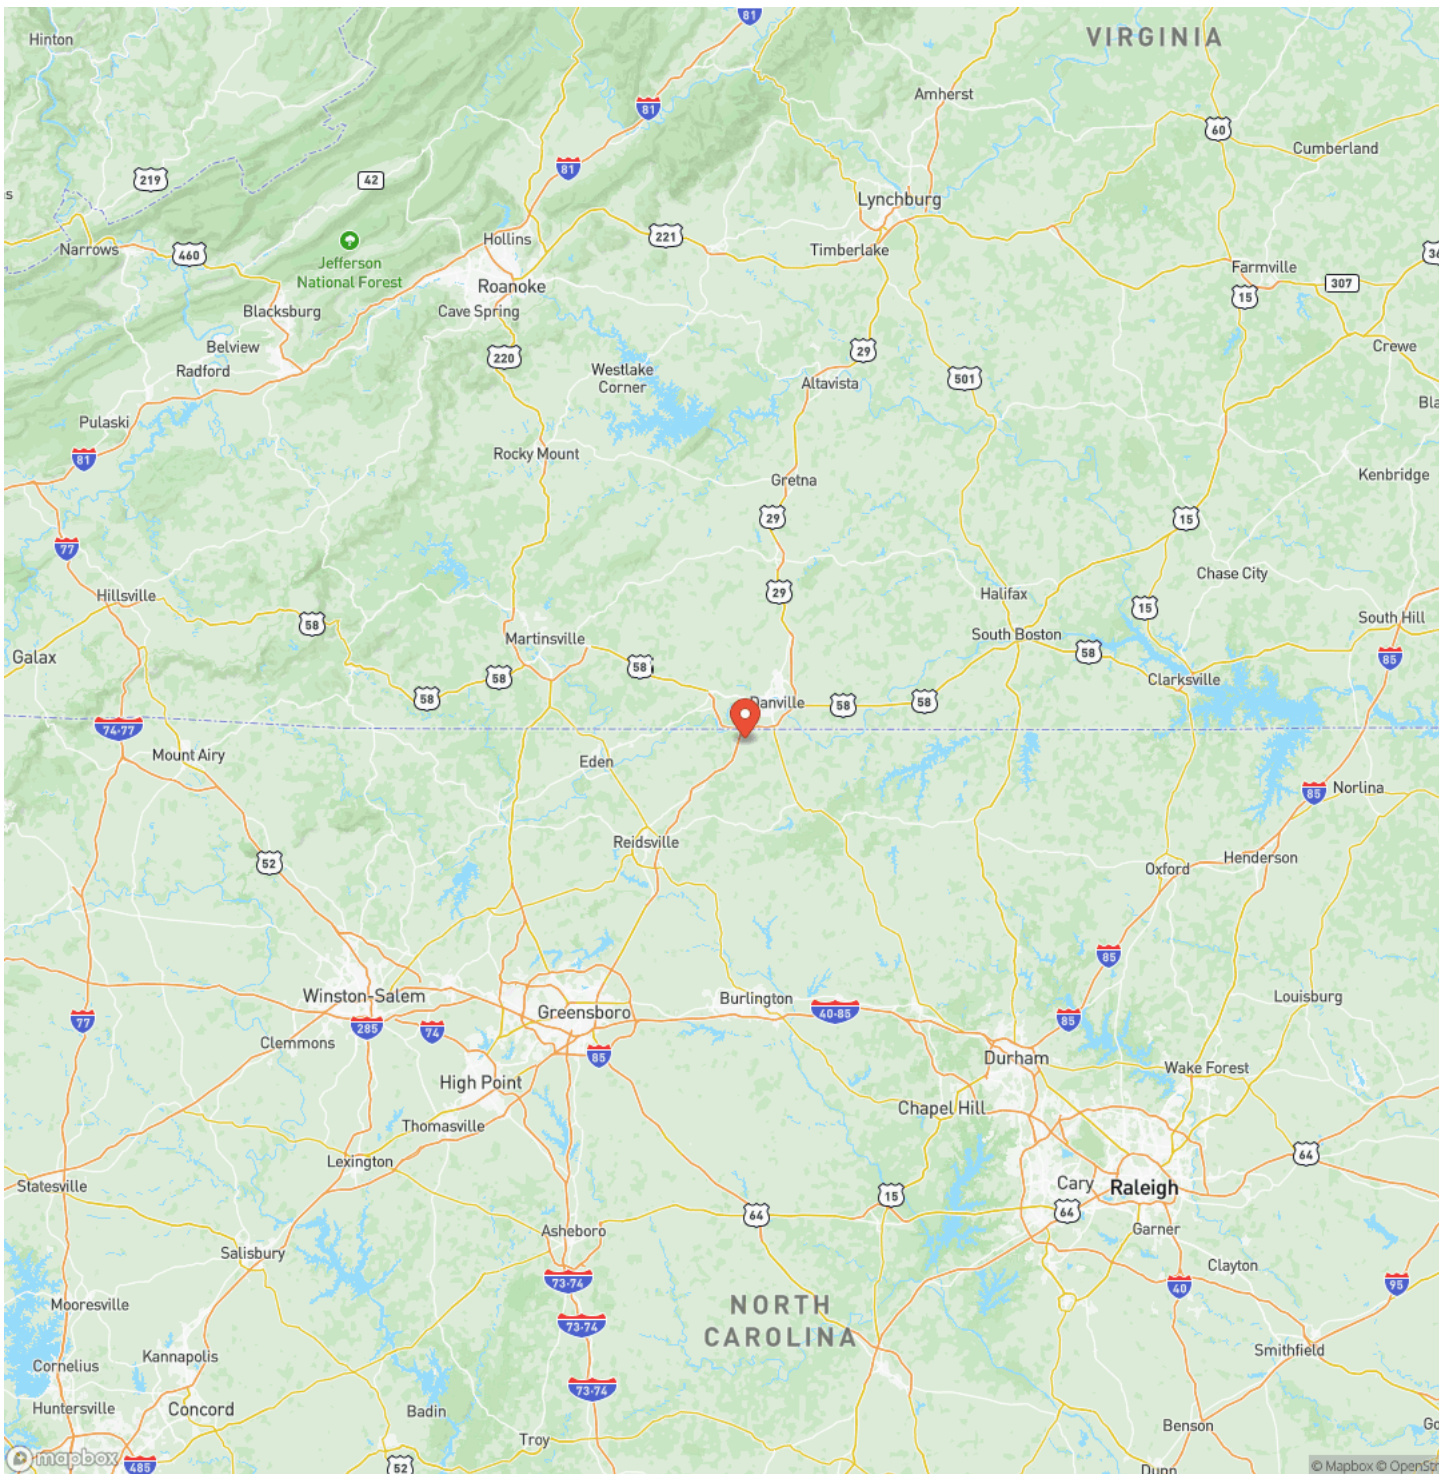 81
VIRGINIA
Hinton
Amherst
81
60
Cumberland
81
219
42
s
Lynchburg
Narrows
460
Hollins
221
Timberlake
Jefferson
National Forest
Farmville
36
307
15
Roanoke
Blacksburg
Cave Spring
Belview
220
29
Crewe
Radford
Westlake
Corner
Altavista
501
Pulaski
Bla
81
Rocky Mount
Gretna
Kenbridge
29
15
77
Chase City
Hillsville
29
Halifax
15
58
South Hill
Martinsville
South Boston
58
85
Galax
58
58
Clarksville
58
Danville
58
58
74-77
Mount Airy
Eden
85
Norlina
Reidsville
52
Henderson
Oxford
85
Winston-Salem
Burlington
Louisburg
Greensboro
40-85
77
285
74
85
Clemmons
85
Durham
Wake Forest
High Point
Chapel Hill
Thomasville
64
Lexington
Statesville
Cary
Raleigh
15
64
64
Asheboro
Garner
Salisbury
Clayton
73-74
40
95
Mooresville
NORTH
CAROLINA
73-74
Smithfield
Kannapolis
Cornelius
73-74
Huntersville
Concord
Badin
Benson
Go
Troy
mapbox
485
52
Dunn
© Mapbox © OpenStr